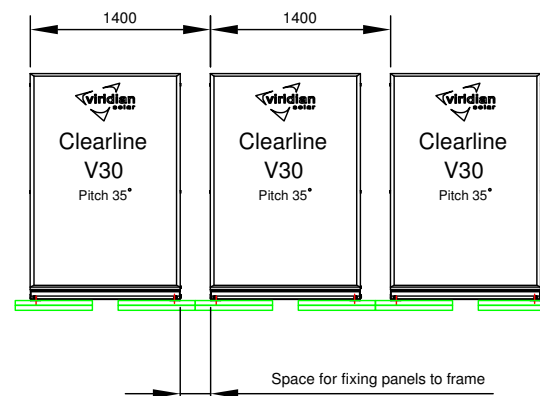 1400 1400
viridian solar viridian solar viridian solar
Clearline Clearline Clearline
V30 V30 V30
Pitch 35° Pitch 35° Pitch 35°
Space for fixing panels to frame